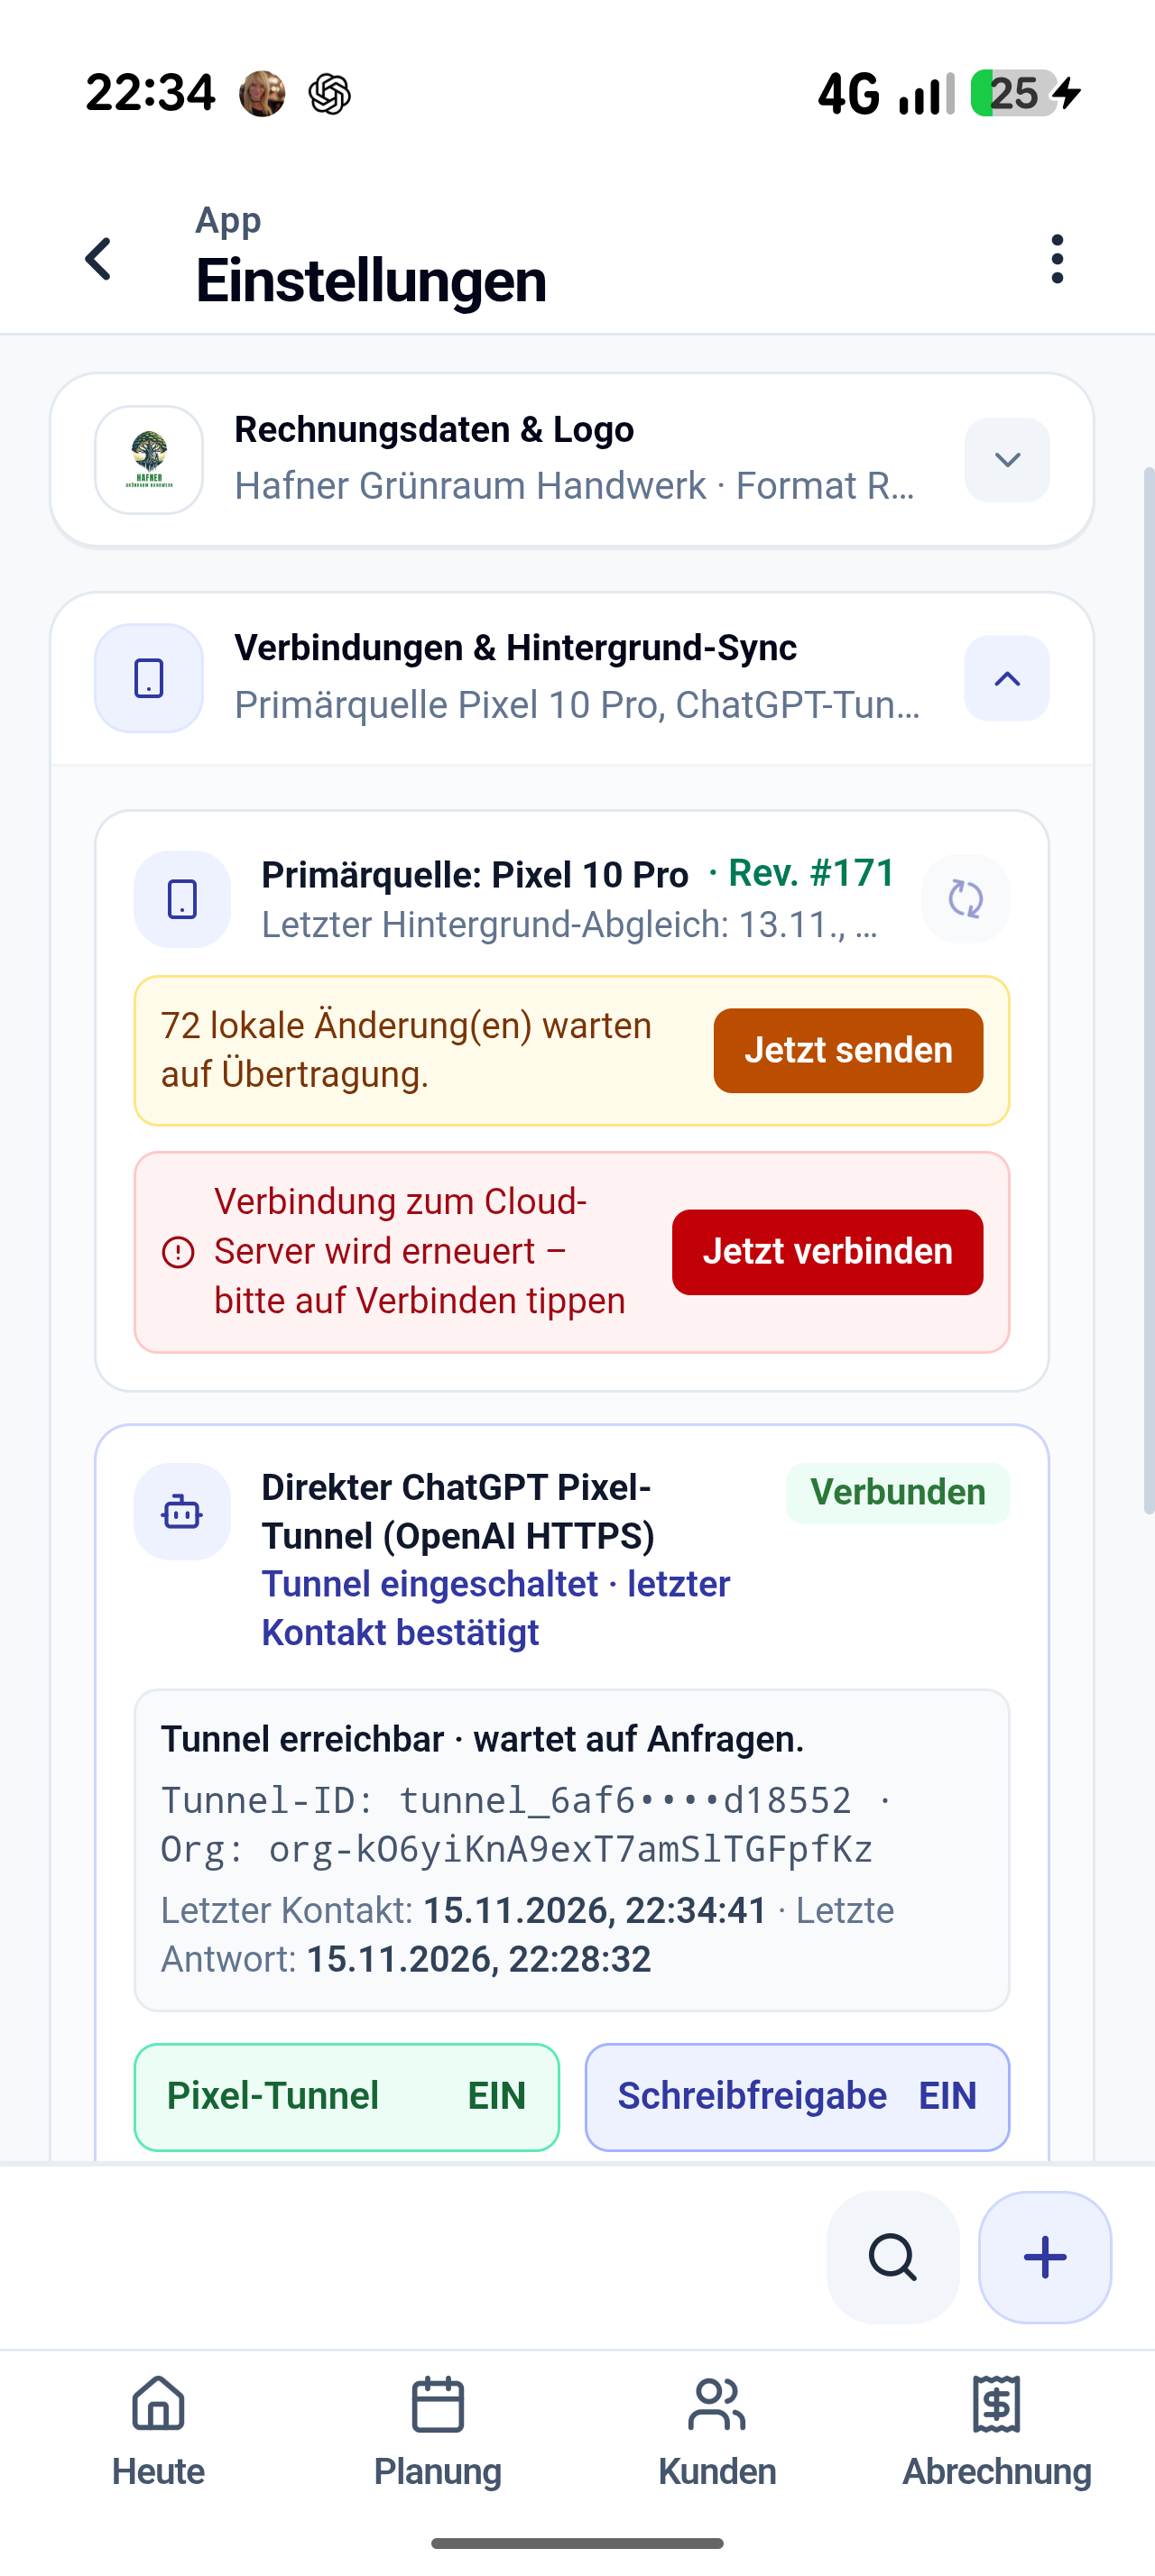 22:34
4G
25
App
Einstellungen
Rechnungsdaten & Logo
Hafner Grünraum Handwerk · Format R...
HAFNER
GRÜNRAUM HANDWERK
Verbindungen & Hintergrund-Sync
Primärquelle Pixel 10 Pro, ChatGPT-Tun...
Primärquelle: Pixel 10 Pro · Rev. #171
Letzter Hintergrund-Abgleich: 13.11., ...
72 lokale Änderung(en) warten
auf Übertragung.
Jetzt senden
Verbindung zum Cloud-
Server wird erneuert –
bitte auf Verbinden tippen
Jetzt verbinden
Direkter ChatGPT Pixel-
Tunnel (OpenAI HTTPS)
Verbunden
Tunnel eingeschaltet · letzter
Kontakt bestätigt
Tunnel erreichbar · wartet auf Anfragen.
Tunnel-ID: tunnel_6af6••••d18552 ·
Org: org-kO6yiKnA9exT7amSlTGFpfKz
Letzter Kontakt: 15.11.2026, 22:34:41 · Letzte
Antwort: 15.11.2026, 22:28:32
Pixel-Tunnel EIN
Schreibfreigabe EIN
Heute
Planung
Kunden
Abrechnung